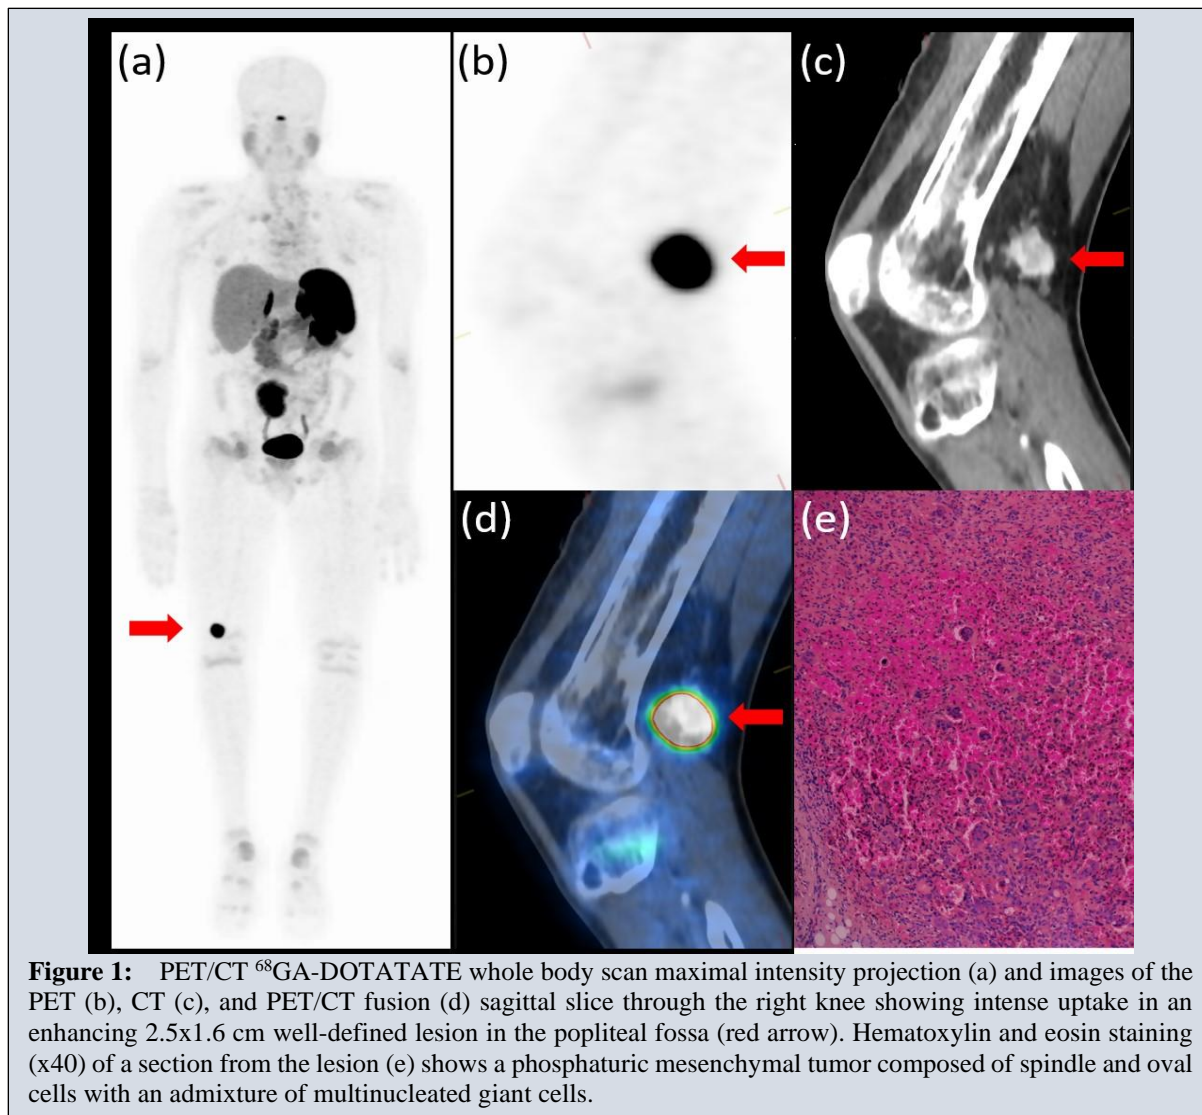 (a)
(b)
(c)
(d)
(e)
Figure 1: PET/CT ⁶⁸GA-DOTATATE whole body scan maximal intensity projection (a) and images of the
PET (b), CT (c), and PET/CT fusion (d) sagittal slice through the right knee showing intense uptake in an
enhancing 2.5x1.6 cm well-defined lesion in the popliteal fossa (red arrow). Hematoxylin and eosin staining
(x40) of a section from the lesion (e) shows a phosphaturic mesenchymal tumor composed of spindle and oval
cells with an admixture of multinucleated giant cells.